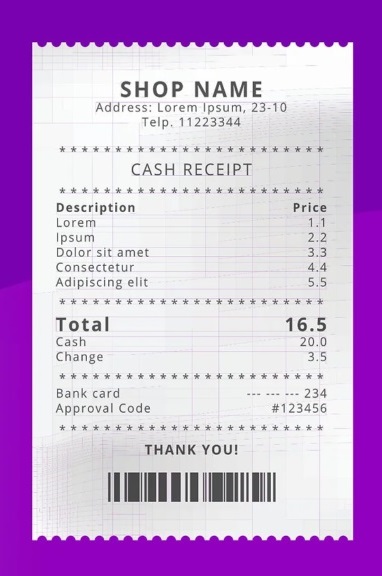 SHOP NAME
Address: Lorem Ipsum, 23-10
Telp. 11223344
* * * * * * * * * * * * * * * * * * * * * * * *
CASH RECEIPT
* * * * * * * * * * * * * * * * * * * * * * * *
Description Price
Lorem 1.1
Ipsum 2.2
Dolor sit amet 3.3
Consectetur 4.4
Adipiscing elit 5.5
* * * * * * * * * * * * * * * * * * * * * * * *
Total 16.5
Cash 20.0
Change 3.5
* * * * * * * * * * * * * * * * * * * * * * * *
Bank card --- --- --- 234
Approval Code #123456
* * * * * * * * * * * * * * * * * * * * * * * *
THANK YOU!